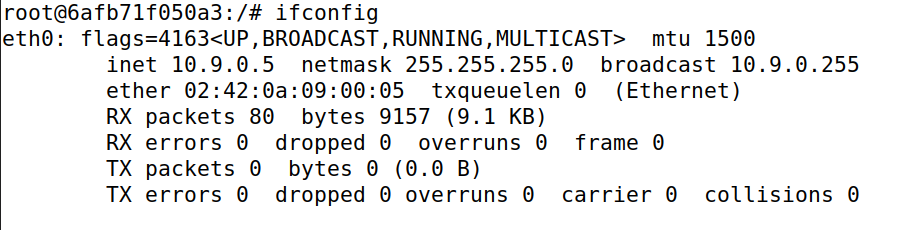 root@6afb71f050a3:/# ifconfig
eth0: flags=4163<UP,BROADCAST,RUNNING,MULTICAST>  mtu 1500
        inet 10.9.0.5  netmask 255.255.255.0  broadcast 10.9.0.255
        ether 02:42:0a:09:00:05  txqueuelen 0  (Ethernet)
        RX packets 80  bytes 9157 (9.1 KB)
        RX errors 0  dropped 0  overruns 0  frame 0
        TX packets 0  bytes 0 (0.0 B)
        TX errors 0  dropped 0 overruns 0  carrier 0  collisions 0